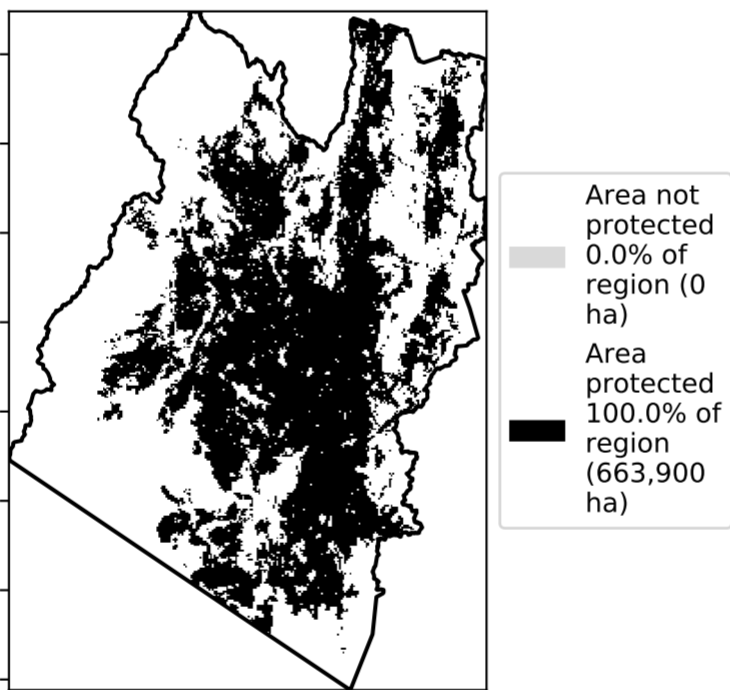 Area not
protected
0.0% of
region (0
ha)
Area
protected
100.0% of
region
(663,900
ha)